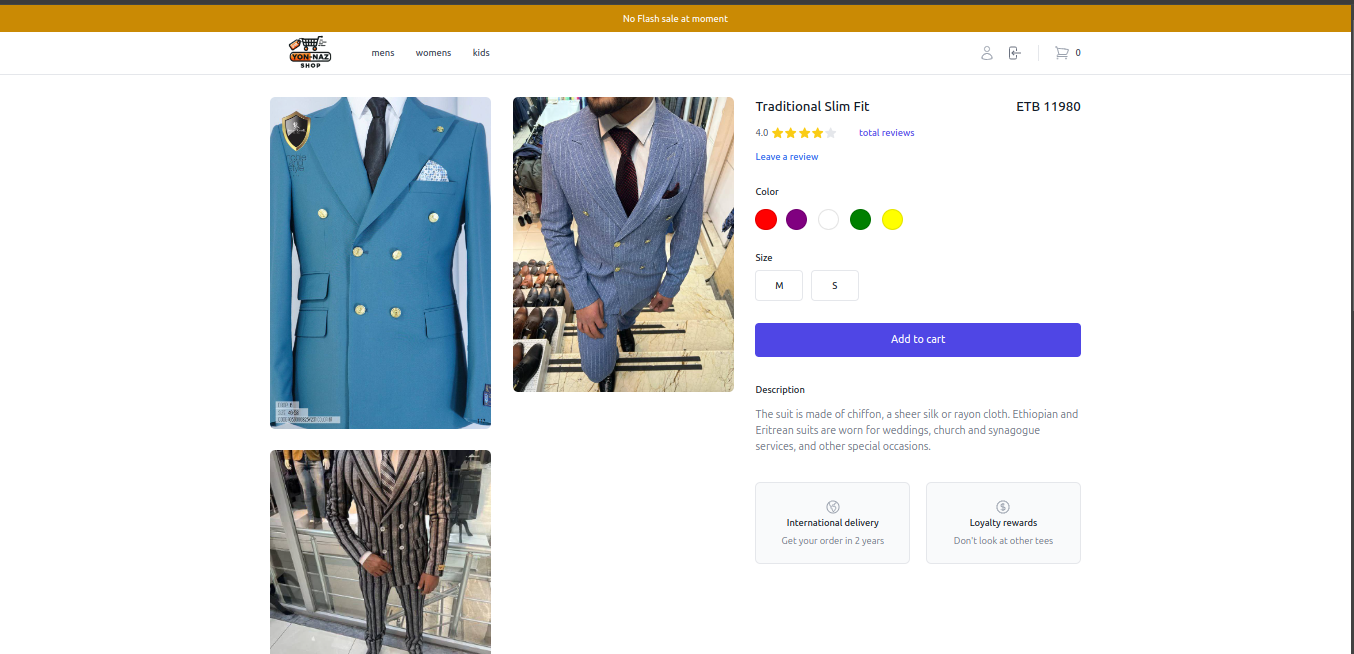 No Flash sale at moment
YON-NAZ
SHOP
mens
womens
kids
0
Traditional Slim Fit
ETB 11980
4.0
total reviews
Leave a review
Color
Size
M
S
Add to cart
Description
The suit is made of chiffon, a sheer silk or rayon cloth. Ethiopian and
Eritrean suits are worn for weddings, church and synagogue
services, and other special occasions.
International delivery
Get your order in 2 years
Loyalty rewards
Don't look at other tees